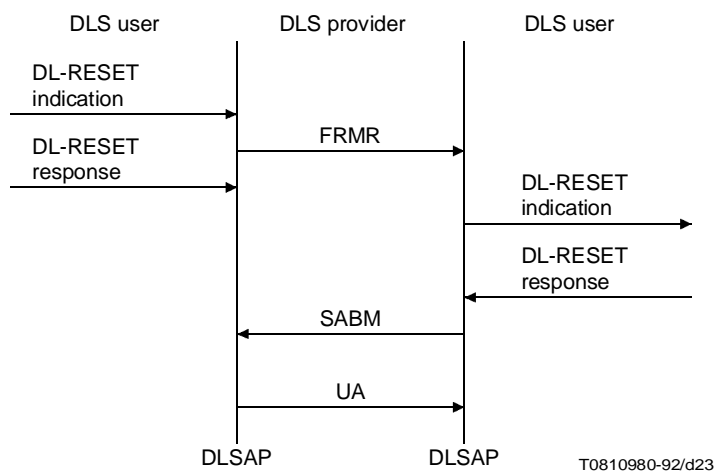 DLS user
DLS provider
DLS user
DL-RESET
indication
FRMR
DL-RESET
response
DL-RESET
indication
DL-RESET
response
SABM
UA
DLSAP
DLSAP
T0810980-92/d23